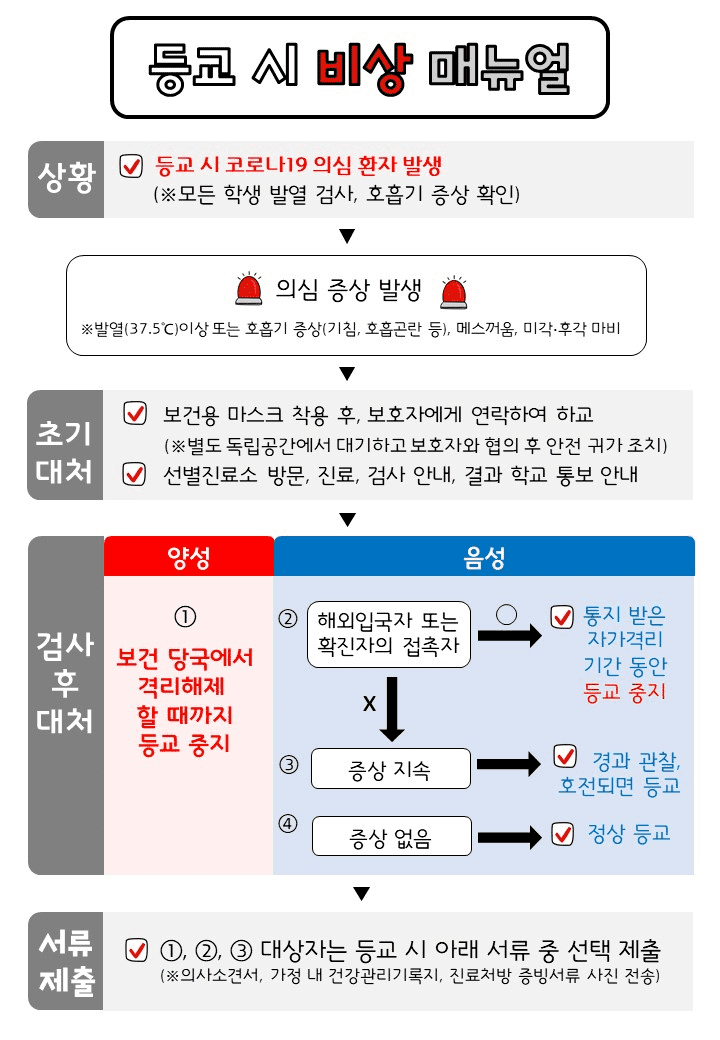 등교 시 비상 매뉴얼
상황
등교 시 코로나19 의심 환자 발생
(※모든 학생 발열 검사, 호흡기 증상 확인)
의심 증상 발생
※발열(37.5℃)이상 또는 호흡기 증상(기침, 호흡곤란 등), 메스꺼움, 미각·후각 마비
초기
대처
보건용 마스크 착용 후, 보호자에게 연락하여 하교
(※별도 독립공간에서 대기하고 보호자와 협의 후 안전 귀가 조치)
선별진료소 방문, 진료, 검사 안내, 결과 학교 통보 안내
검사
후
대처
양성
①
보건 당국에서
격리해제
할 때까지
등교 중지
음성
②
해외입국자 또는
확진자의 접촉자
○
통지 받은
자가격리
기간 동안
등교 중지
X
③
증상 지속
경과 관찰,
호전되면 등교
④
증상 없음
정상 등교
서류
제출
①, ②, ③ 대상자는 등교 시 아래 서류 중 선택 제출
(※의사소견서, 가정 내 건강관리기록지, 진료처방 증빙서류 사진 전송)